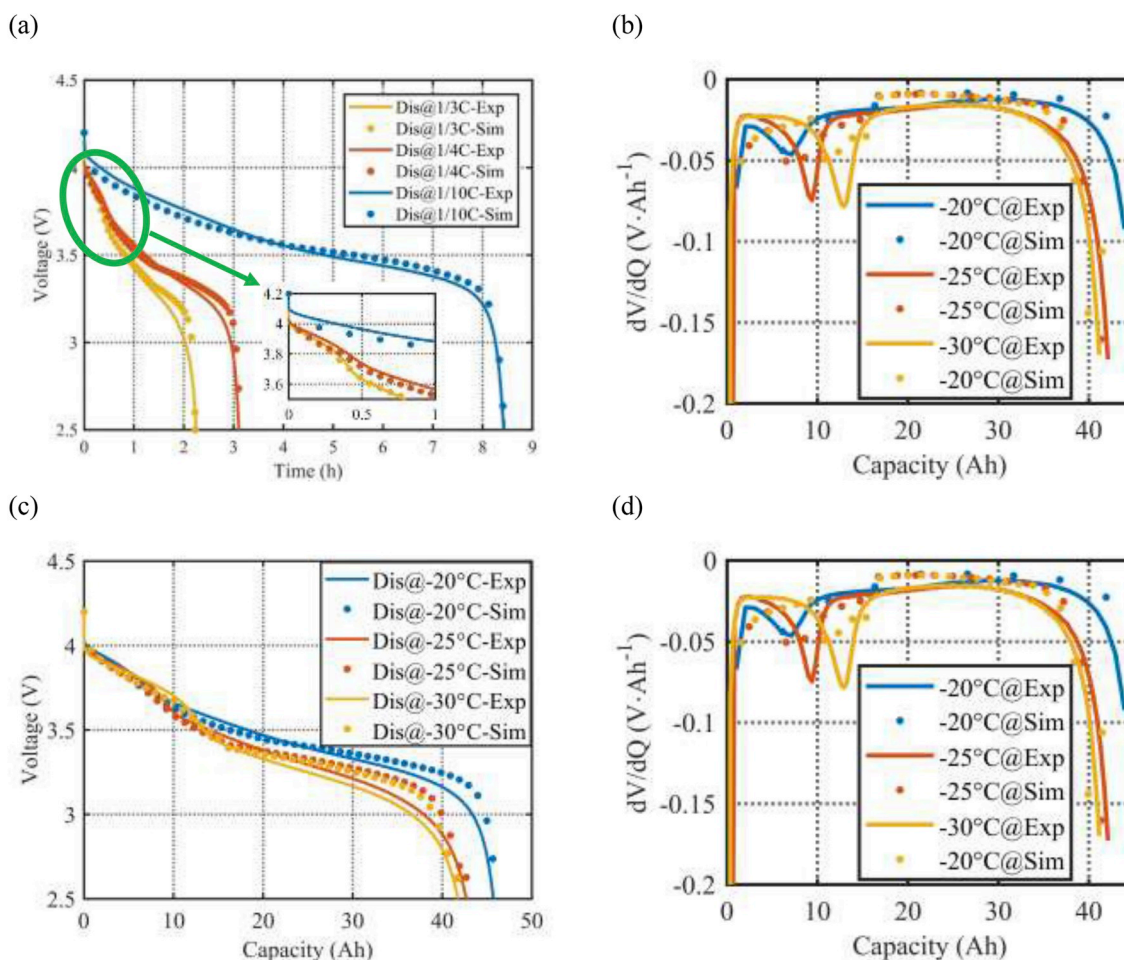 (a)
4.5
4
3.5
3
2.5
Voltage (V)
Dis@1/3C-Exp
Dis@1/3C-Sim
Dis@1/4C-Exp
Dis@1/4C-Sim
Dis@1/10C-Exp
Dis@1/10C-Sim
4.2
4
3.8
3.6
0 0.5 1
0 1 2 3 4 5 6 7 8 9
Time (h)
(b)
0
-0.05
-0.1
-0.15
-0.2
dV/dQ (V·Ah⁻¹)
-20°C@Exp
-20°C@Sim
-25°C@Exp
-25°C@Sim
-30°C@Exp
-20°C@Sim
0 10 20 30 40
Capacity (Ah)
(c)
4.5
4
3.5
3
2.5
Voltage (V)
Dis@-20°C-Exp
Dis@-20°C-Sim
Dis@-25°C-Exp
Dis@-25°C-Sim
Dis@-30°C-Exp
Dis@-30°C-Sim
0 10 20 30 40 50
Capacity (Ah)
(d)
0
-0.05
-0.1
-0.15
-0.2
dV/dQ (V·Ah⁻¹)
-20°C@Exp
-20°C@Sim
-25°C@Exp
-25°C@Sim
-30°C@Exp
-20°C@Sim
0 10 20 30 40
Capacity (Ah)